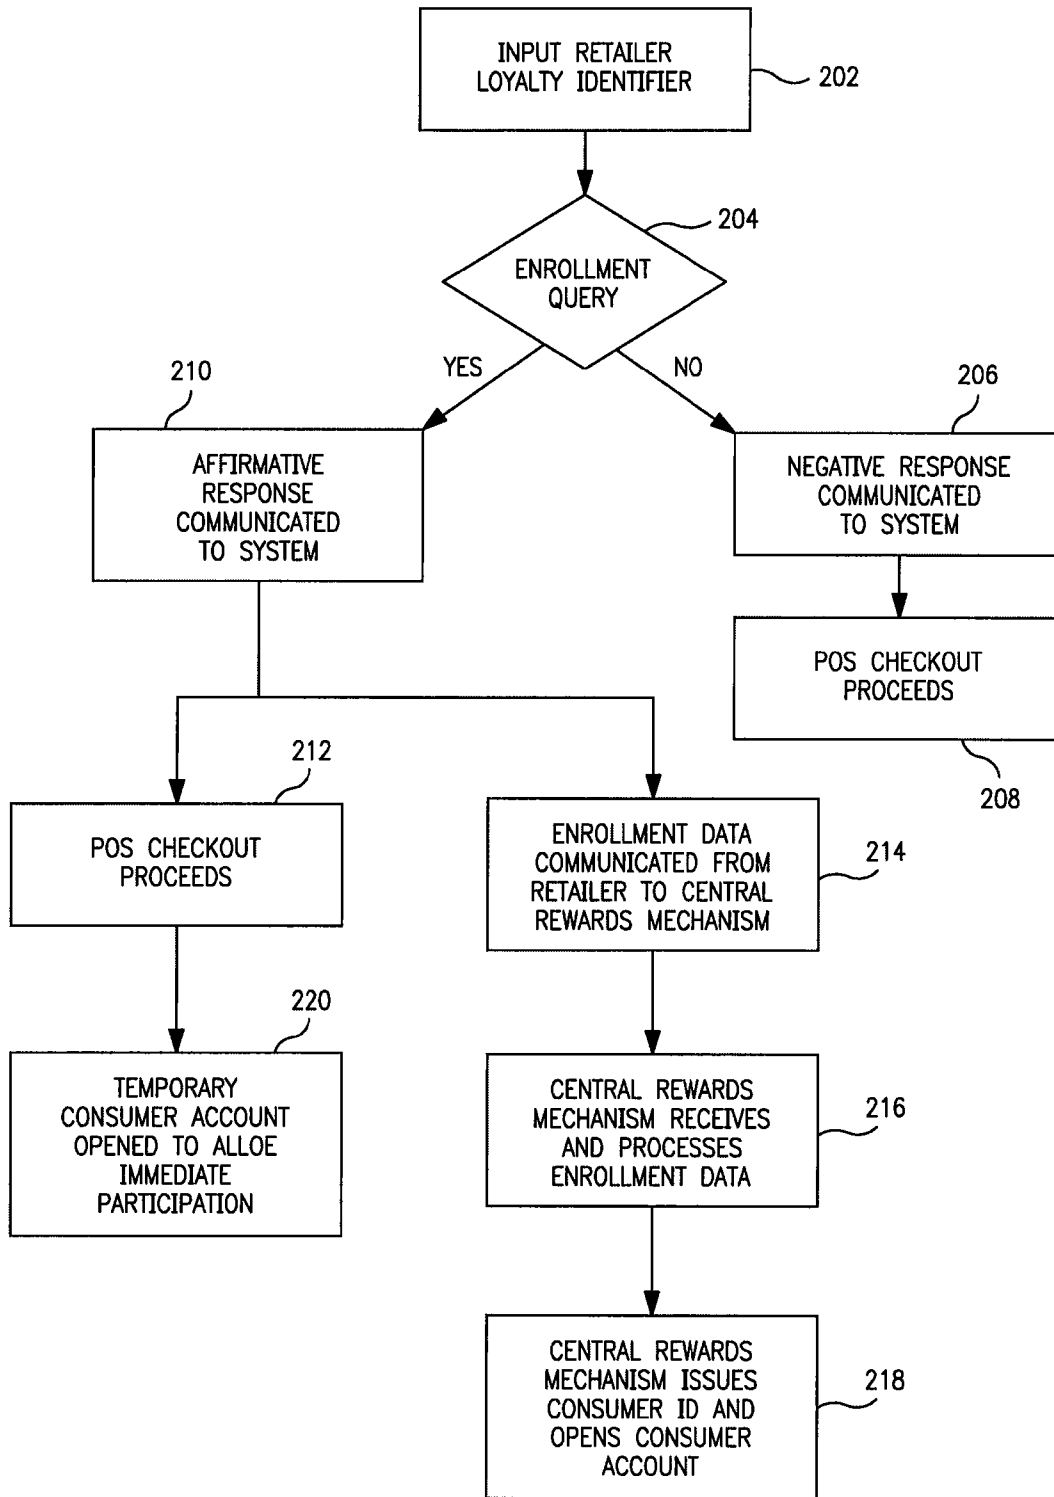 INPUT RETAILER
LOYALTY IDENTIFIER
202
204
ENROLLMENT
QUERY
YES
NO
210
206
AFFIRMATIVE
RESPONSE
COMMUNICATED
TO SYSTEM
NEGATIVE RESPONSE
COMMUNICATED
TO SYSTEM
POS CHECKOUT
PROCEEDS
208
212
POS CHECKOUT
PROCEEDS
ENROLLMENT DATA
COMMUNICATED FROM
RETAILER TO CENTRAL
REWARDS MECHANISM
214
220
TEMPORARY
CONSUMER ACCOUNT
OPENED TO ALLOE
IMMEDIATE
PARTICIPATION
CENTRAL REWARDS
MECHANISM RECEIVES
AND PROCESSES
ENROLLMENT DATA
216
CENTRAL REWARDS
MECHANISM ISSUES
CONSUMER ID AND
OPENS CONSUMER
ACCOUNT
218